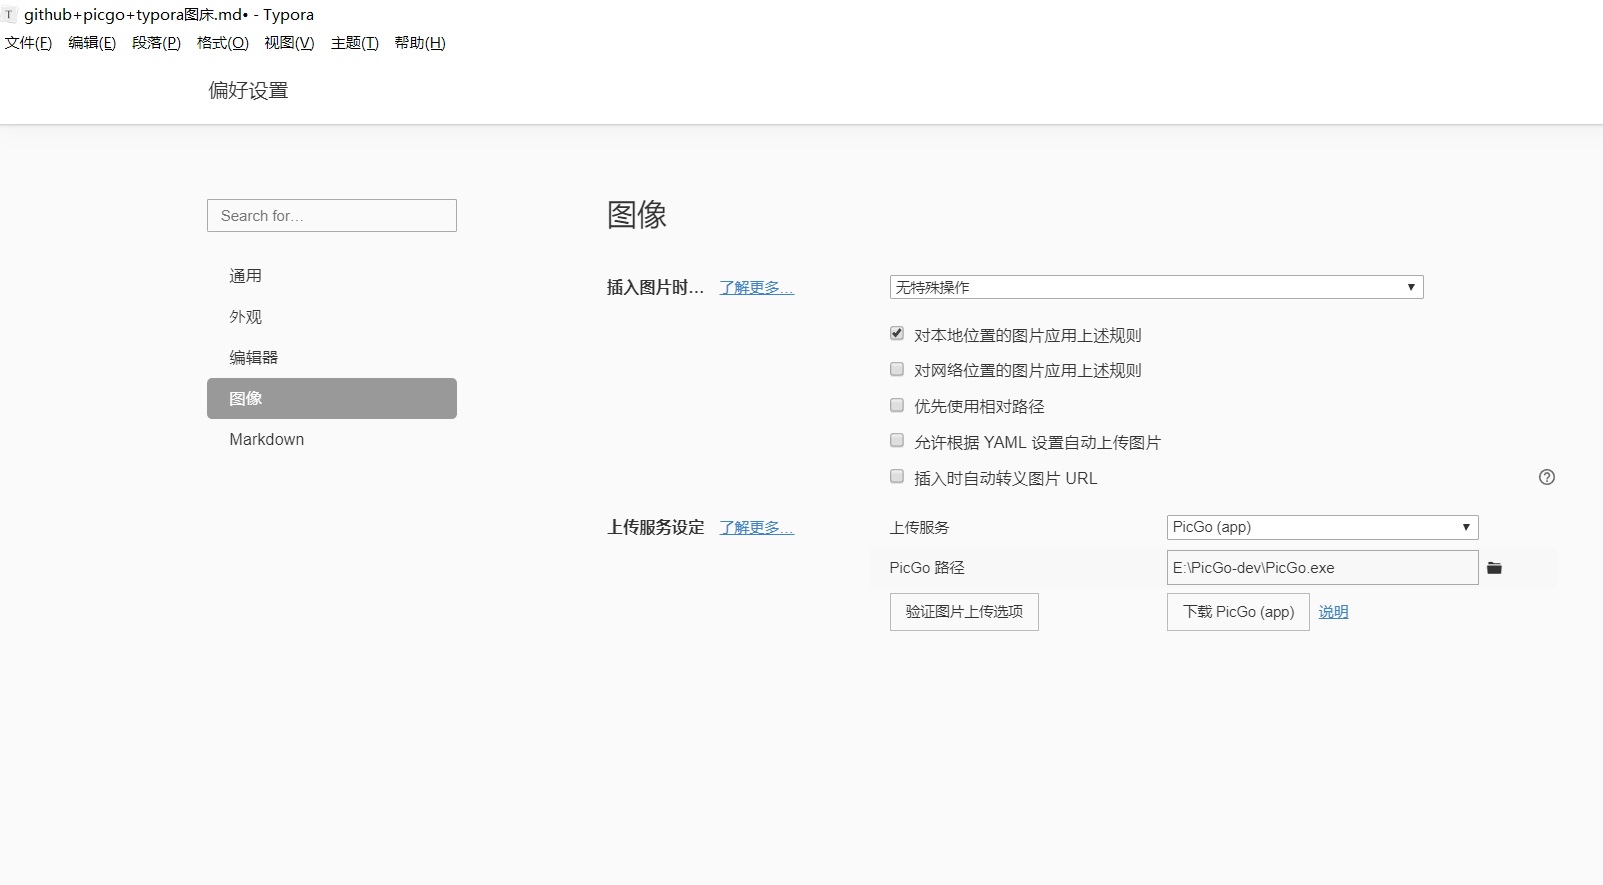 T github+picgo+typora图床.md• - Typora
文件(F) 编辑(E) 段落(P) 格式(O) 视图(V) 主题(T) 帮助(H)
偏好设置
Search for…
通用
外观
编辑器
图像
Markdown
图像
插入图片时... 了解更多… 无特殊操作
对本地位置的图片应用上述规则
对网络位置的图片应用上述规则
优先使用相对路径
允许根据 YAML 设置自动上传图片
插入时自动转义图片 URL
上传服务设定 了解更多… 上传服务 PicGo (app)
PicGo 路径 E:\PicGo-dev\PicGo.exe
验证图片上传选项 下载 PicGo (app) 说明